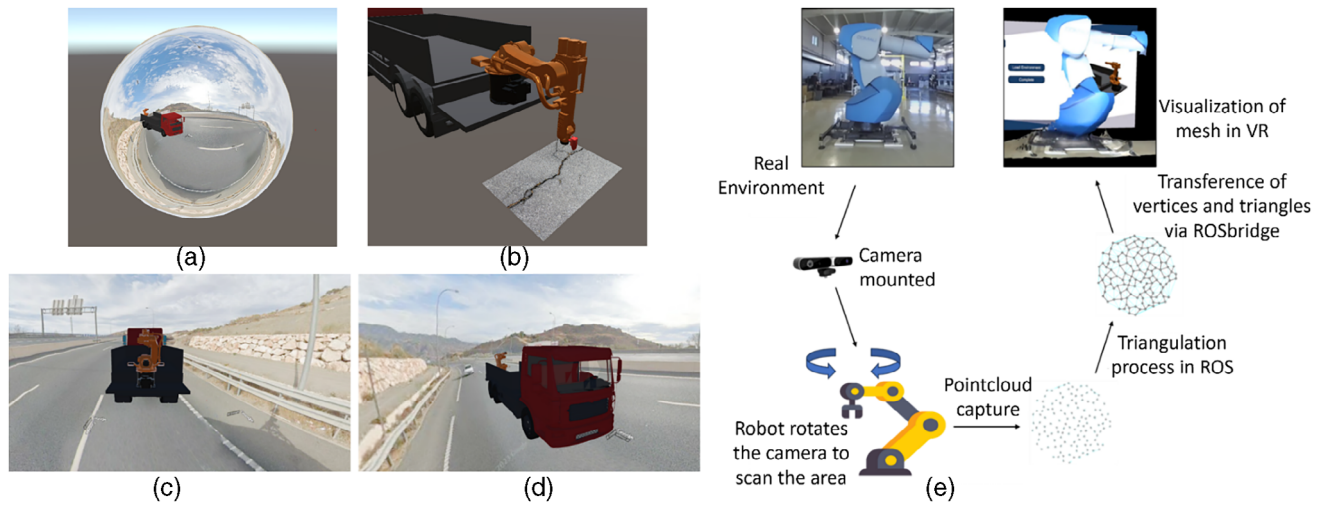 (a)
(b)
(c)
(d)
Real
Environment
Camera
mounted
Robot rotates
the camera to
scan the area
Pointcloud
capture
Triangulation
process in ROS
Transference of
vertices and triangles
via ROSbridge
Visualization of
mesh in VR
(e)